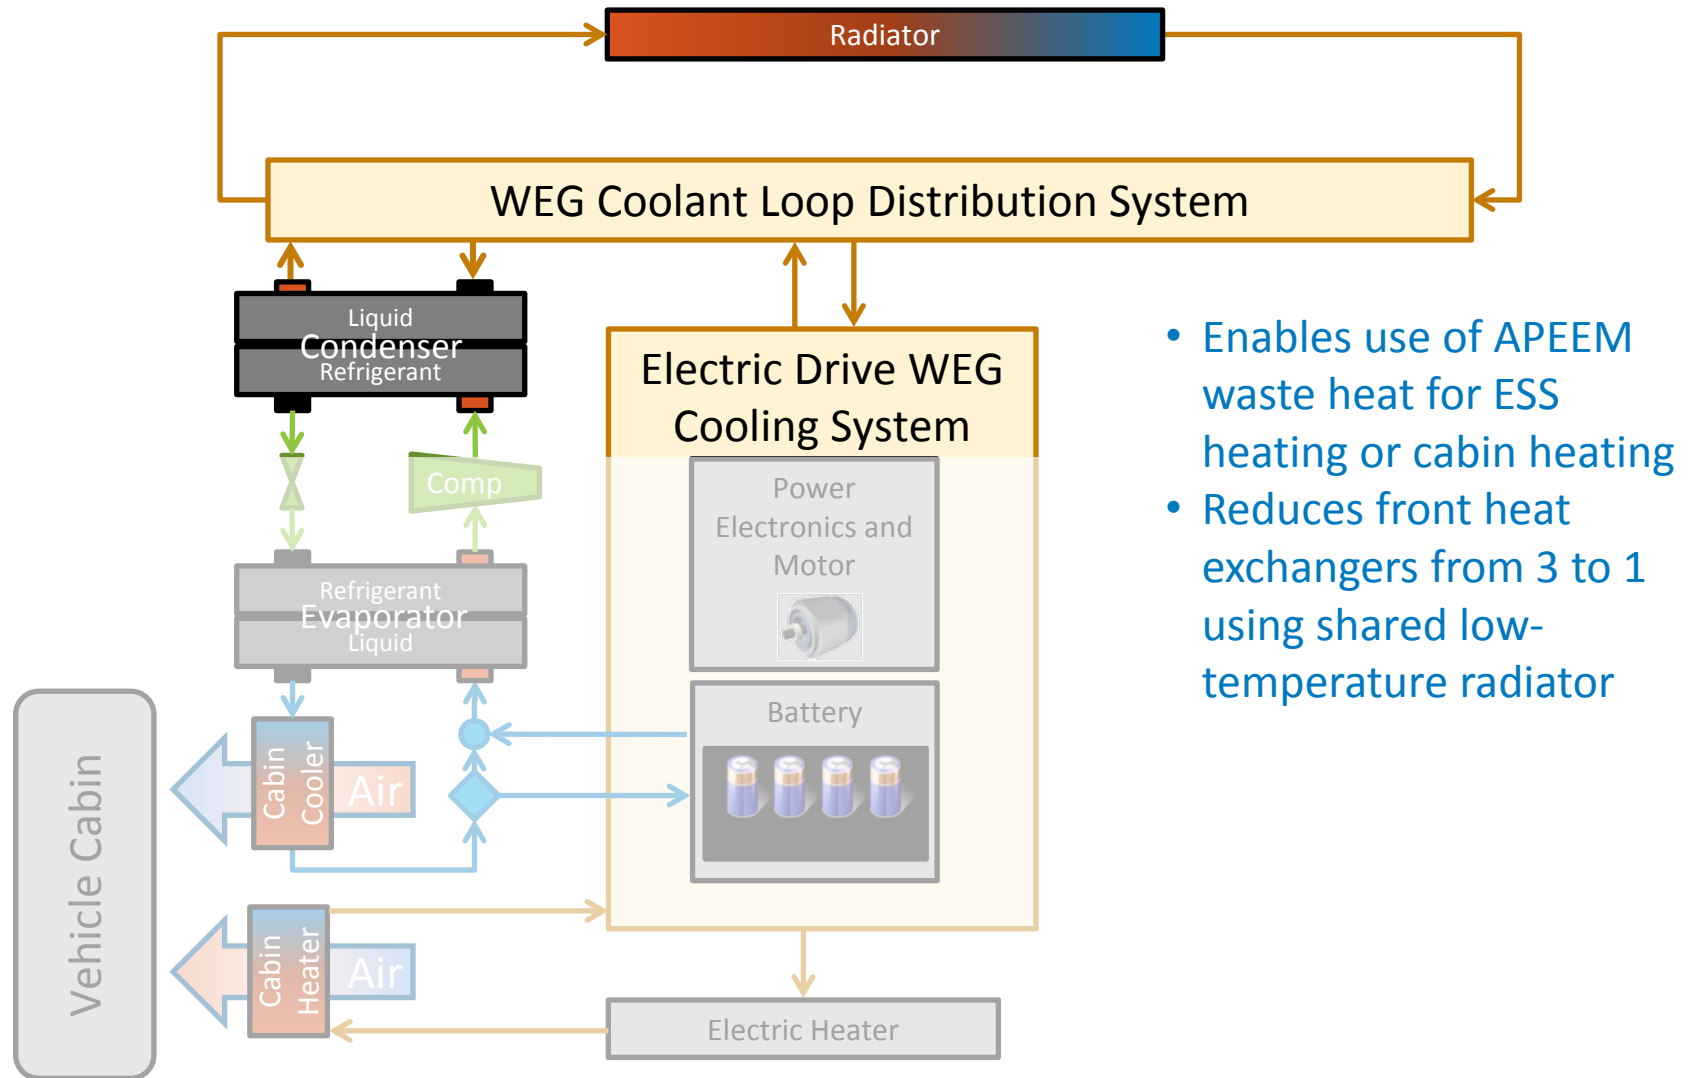 Radiator
WEG Coolant Loop Distribution System
Liquid
Condenser
Refrigerant
Comp
Refrigerant
Evaporator
Liquid
Electric Drive WEG
Cooling System
Power
Electronics and
Motor
Battery
Vehicle Cabin
Cabin
Cooler
Air
Cabin
Heater
Air
Electric Heater
• Enables use of APEEM
waste heat for ESS
heating or cabin heating
• Reduces front heat
exchangers from 3 to 1
using shared low-
temperature radiator